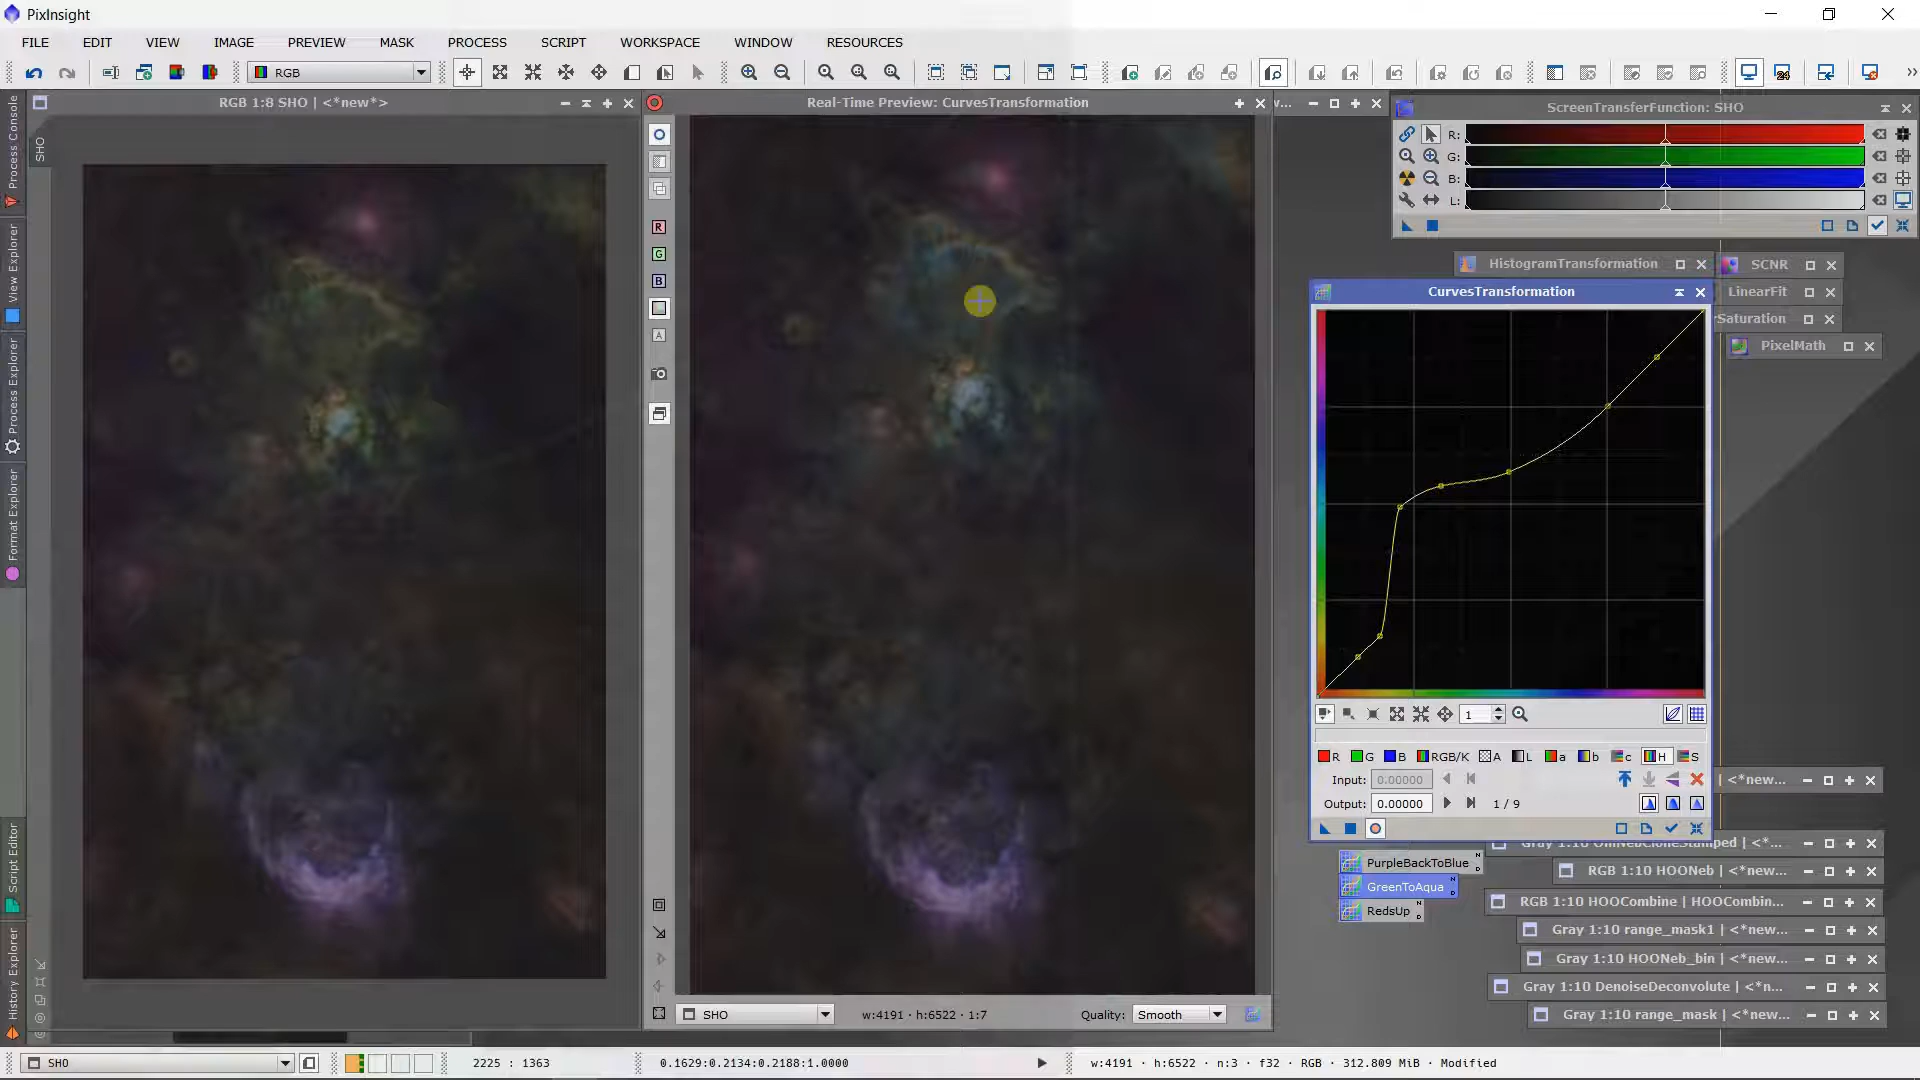 PixInsight
FILE EDIT VIEW IMAGE PREVIEW MASK PROCESS SCRIPT WORKSPACE WINDOW RESOURCES
RGB
24
RGB 1:8 SHO | <*new*>
Real-Time Preview: CurvesTransformation
w...
ScreenTransferFunction: SHO
R:
G:
B:
L:
Process Console
View Explorer
Process Explorer
Format Explorer
Script Editor
History Explorer
SHO
R
G
B
A
HistogramTransformation
SCNR
CurvesTransformation
LinearFit
rSaturation
PixelMath
1
R G B RGB/K A L a b c H S
Input: 0.00000
Output: 0.00000 1 / 9
| <*new...
PurpleBackToBlue
GreenToAqua
RedsUp
RGB 1:10 HOONeb | <*new...
RGB 1:10 HOOCombine | HOOCombin...
Gray 1:10 range_mask1 | <*new...
Gray 1:10 HOONeb_bin | <*new...
Gray 1:10 DenoiseDeconvolute | <*n...
Gray 1:10 range_mask | <*new...
SHO w:4191 · h:6522 · 1:7 Quality: Smooth
SHO 2225 : 1363 0.1629:0.2134:0.2188:1.0000 w:4191 · h:6522 · n:3 · f32 · RGB · 312.809 MiB · Modified